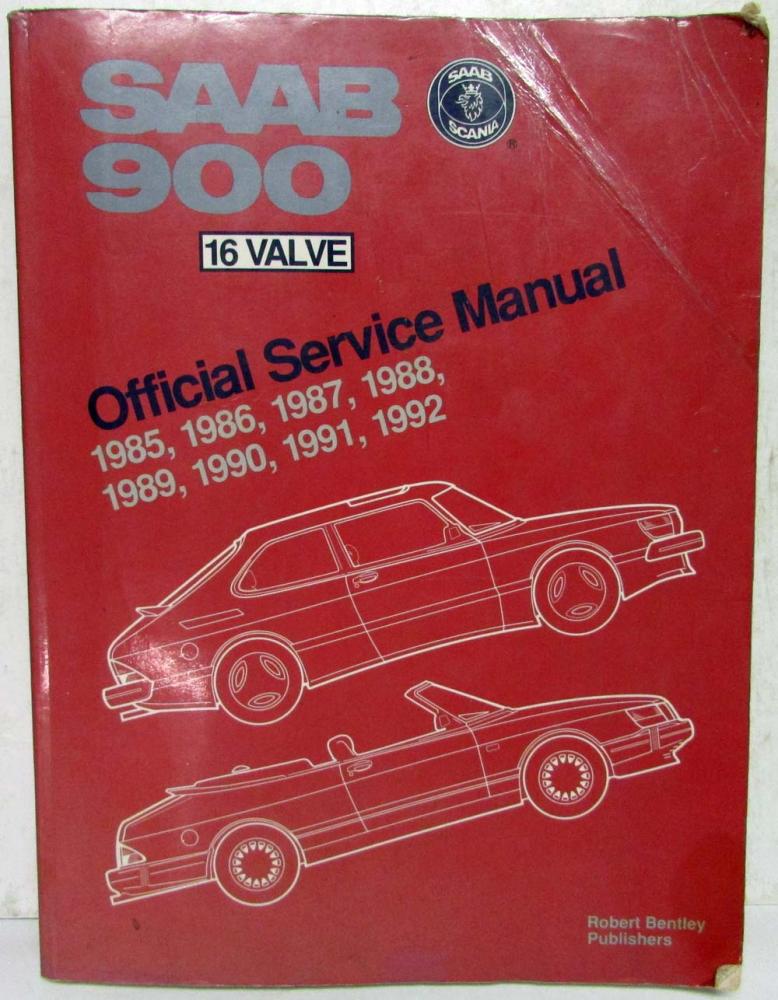 SAAB
900
SAAB
SCANIA
®
16 VALVE
Official Service Manual
1985, 1986, 1987, 1988,
1989, 1990, 1991, 1992
Robert Bentley
Publishers